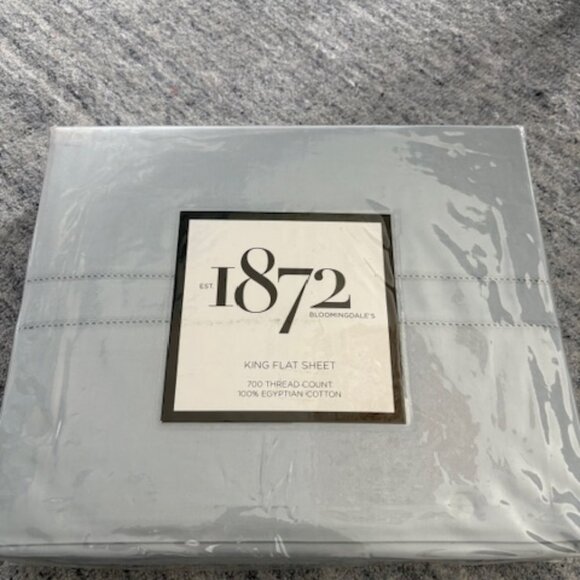 EST. 1872
BLOOMINGDALE'S
KING FLAT SHEET
700 THREAD COUNT
100% EGYPTIAN COTTON